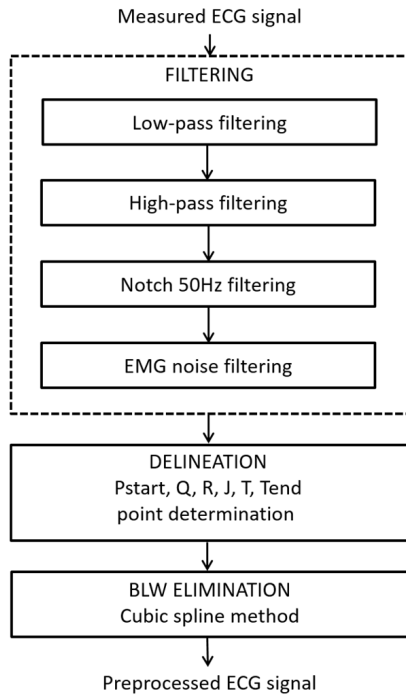 Measured ECG signal
FILTERING
Low-pass filtering
High-pass filtering
Notch 50Hz filtering
EMG noise filtering
DELINEATION
Pstart, Q, R, J, T, Tend
point determination
BLW ELIMINATION
Cubic spline method
Preprocessed ECG signal